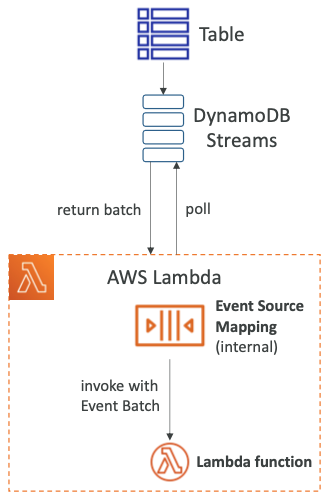 Table
DynamoDB
Streams
return batch
poll
AWS Lambda
Event Source
Mapping
(internal)
invoke with
Event Batch
Lambda function